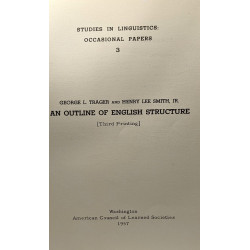 STUDIES IN LINGUISTICS:
OCCASIONAL PAPERS
3
GEORGE L. TRAGER AND HENRY LEE SMITH, JR.
AN OUTLINE OF ENGLISH STRUCTURE
[Third Printing]
Washington
American Council of Learned Societies
1957